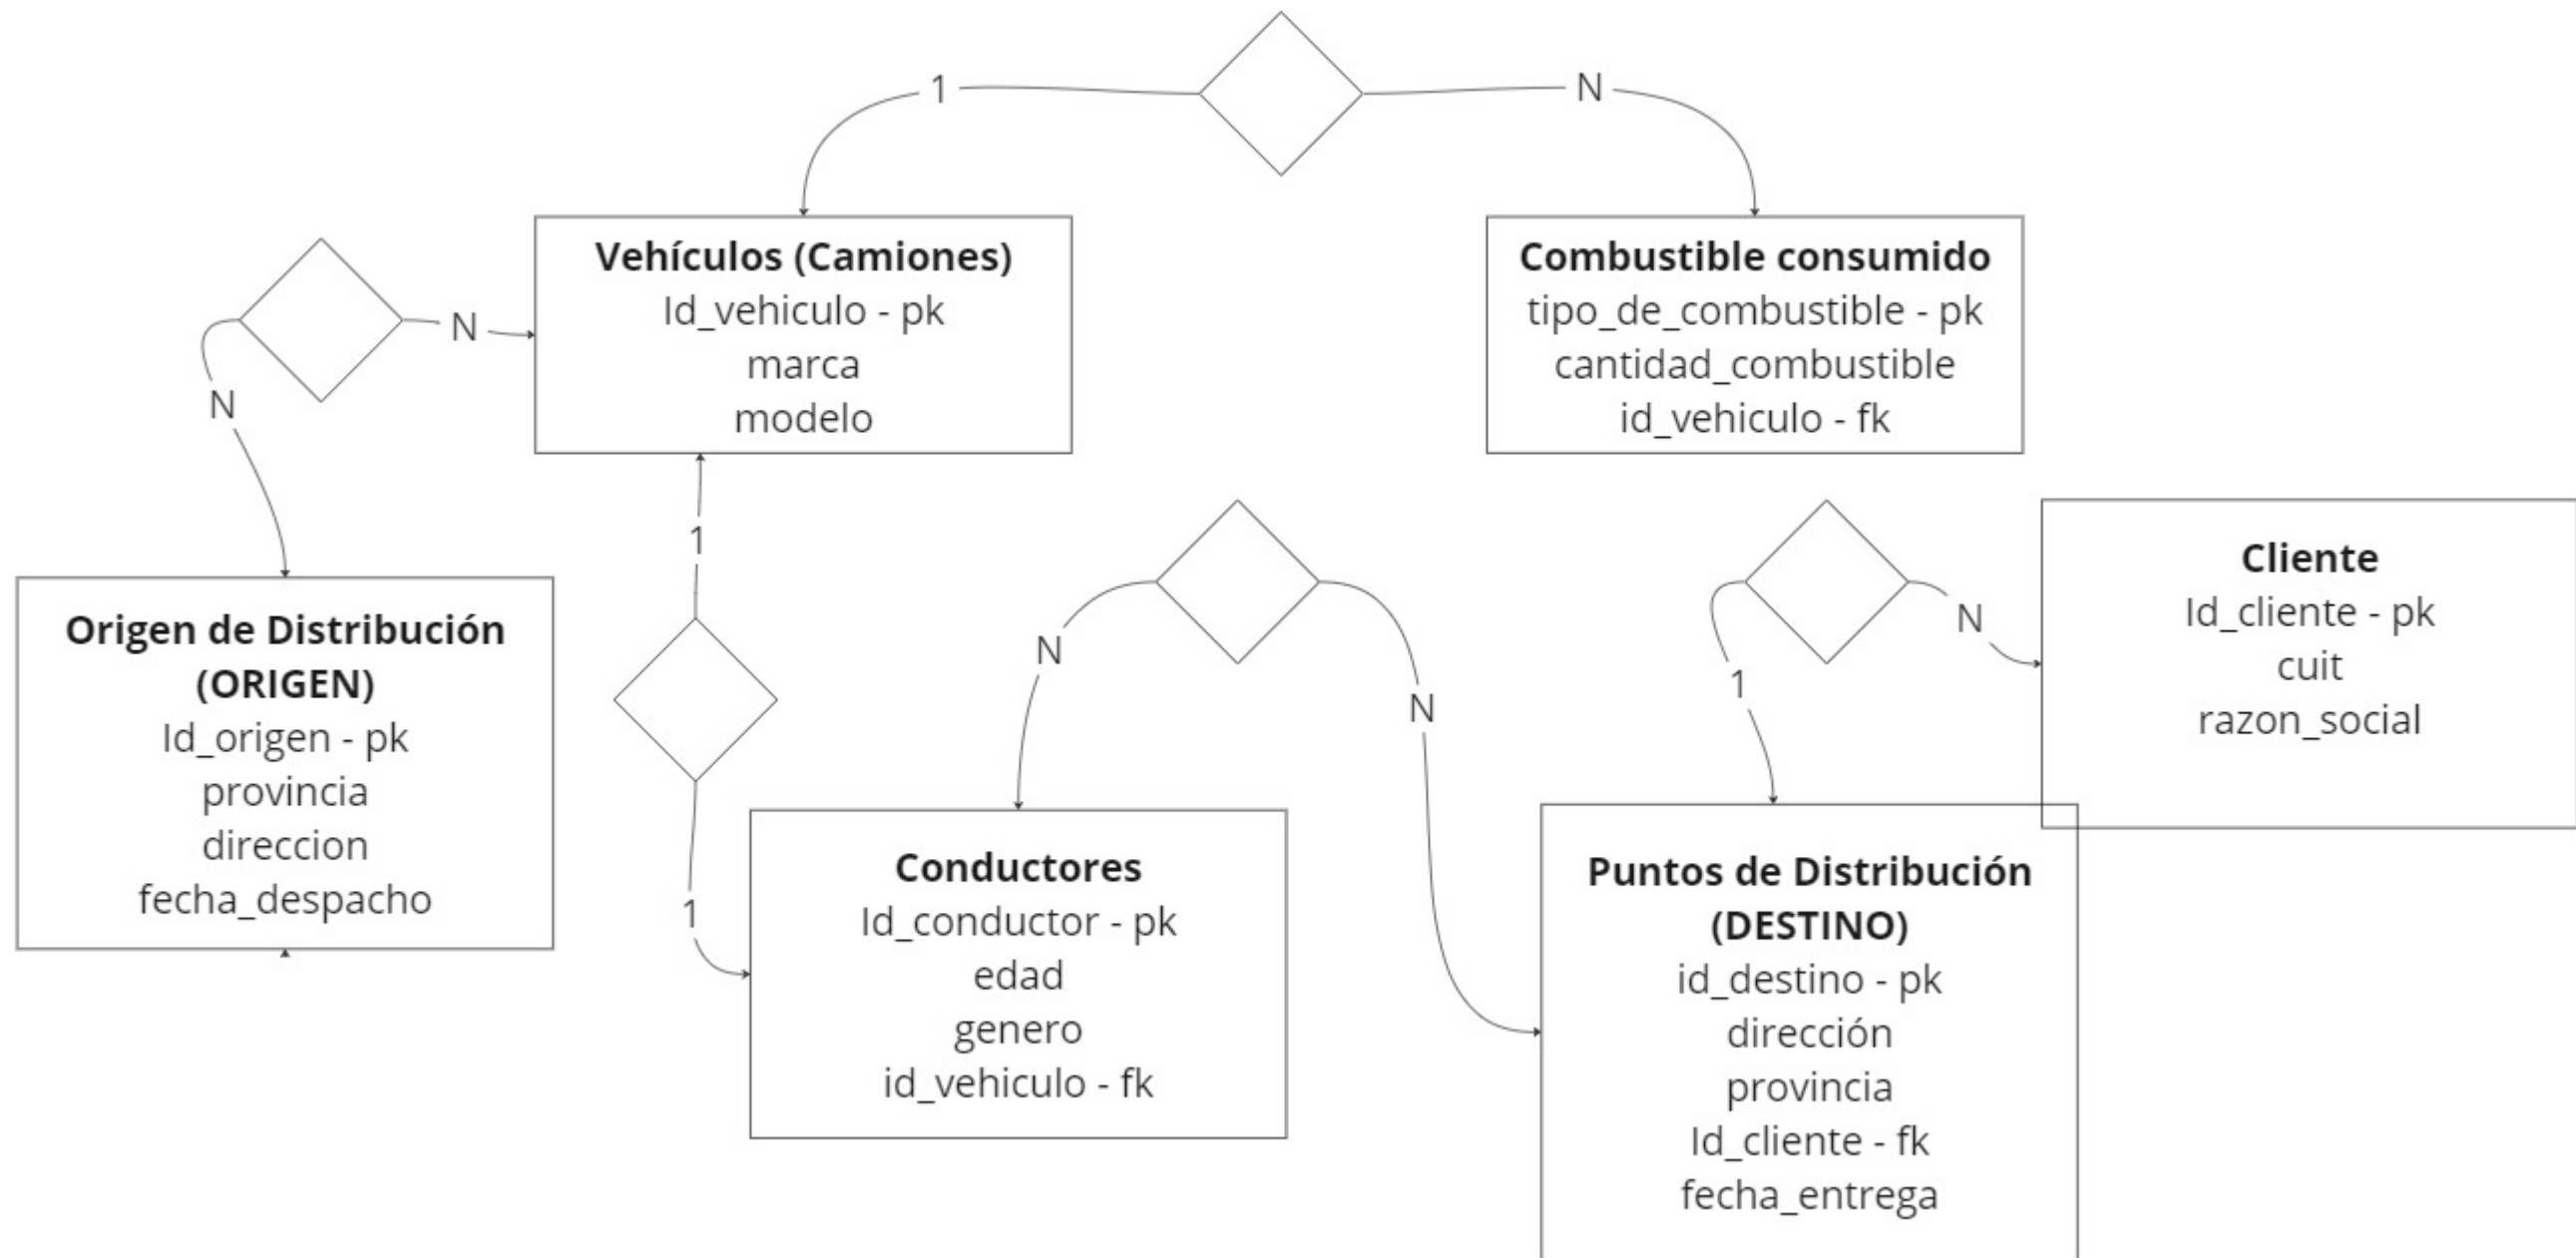 1
N
Vehículos (Camiones)
Id_vehiculo - pk
marca
modelo
Combustible consumido
tipo_de_combustible - pk
cantidad_combustible
id_vehiculo - fk
N
N
1
Origen de Distribución
(ORIGEN)
Id_origen - pk
provincia
direccion
fecha_despacho
1
N
N
1
N
Cliente
Id_cliente - pk
cuit
razon_social
Conductores
Id_conductor - pk
edad
genero
id_vehiculo - fk
Puntos de Distribución
(DESTINO)
id_destino - pk
dirección
provincia
Id_cliente - fk
fecha_entrega